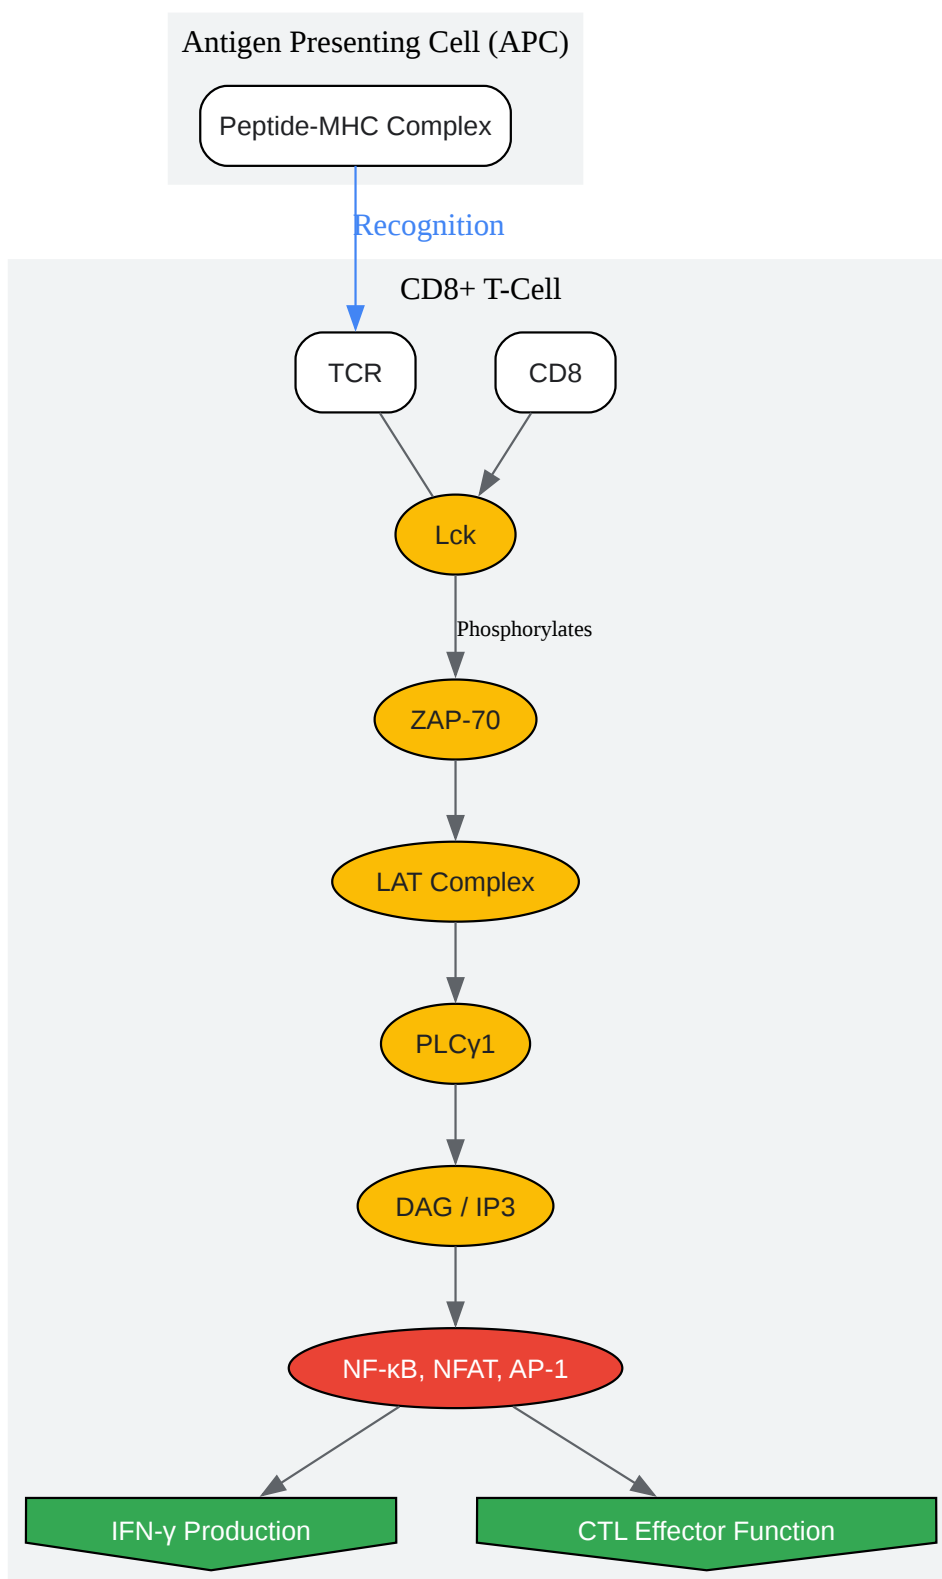 Antigen Presenting Cell (APC)
Peptide-MHC Complex
Recognition
CD8+ T-Cell
TCR
CD8
Lck
Phosphorylates
ZAP-70
LAT Complex
PLCγ1
DAG / IP3
NF-κB, NFAT, AP-1
IFN-γ Production
CTL Effector Function